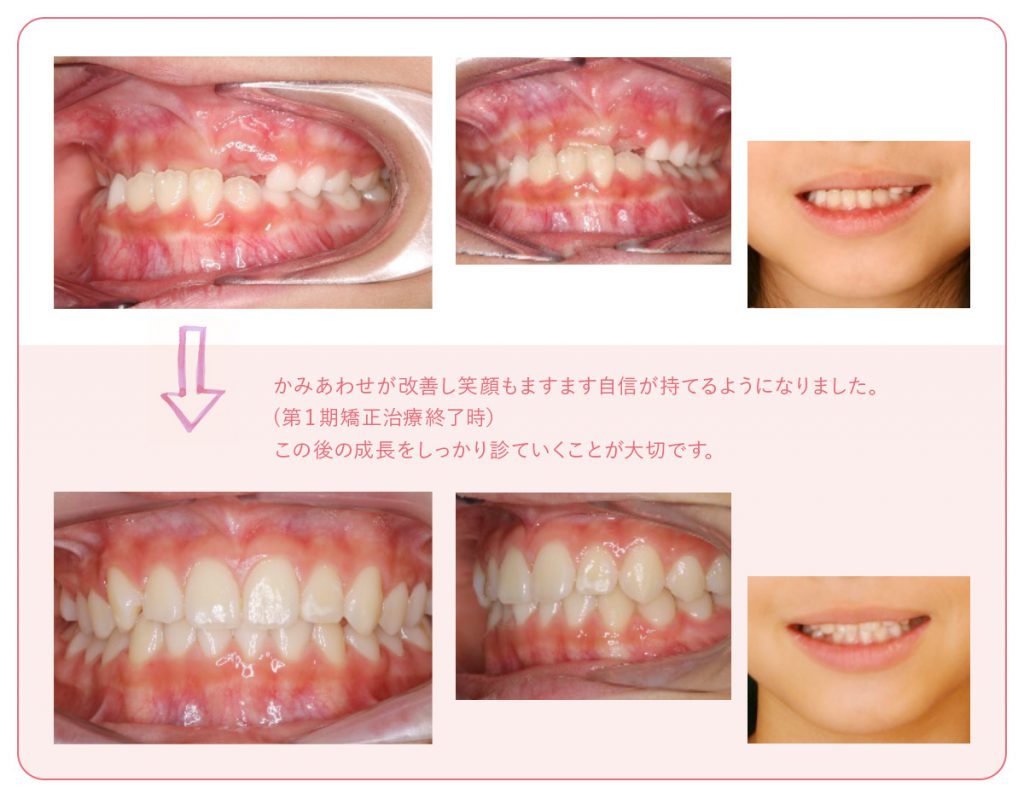 かみあわせが改善し笑顔もますます自信が持てるようになりました。
(第１期矯正治療終了時)
この後の成長をしっかり診ていくことが大切です。